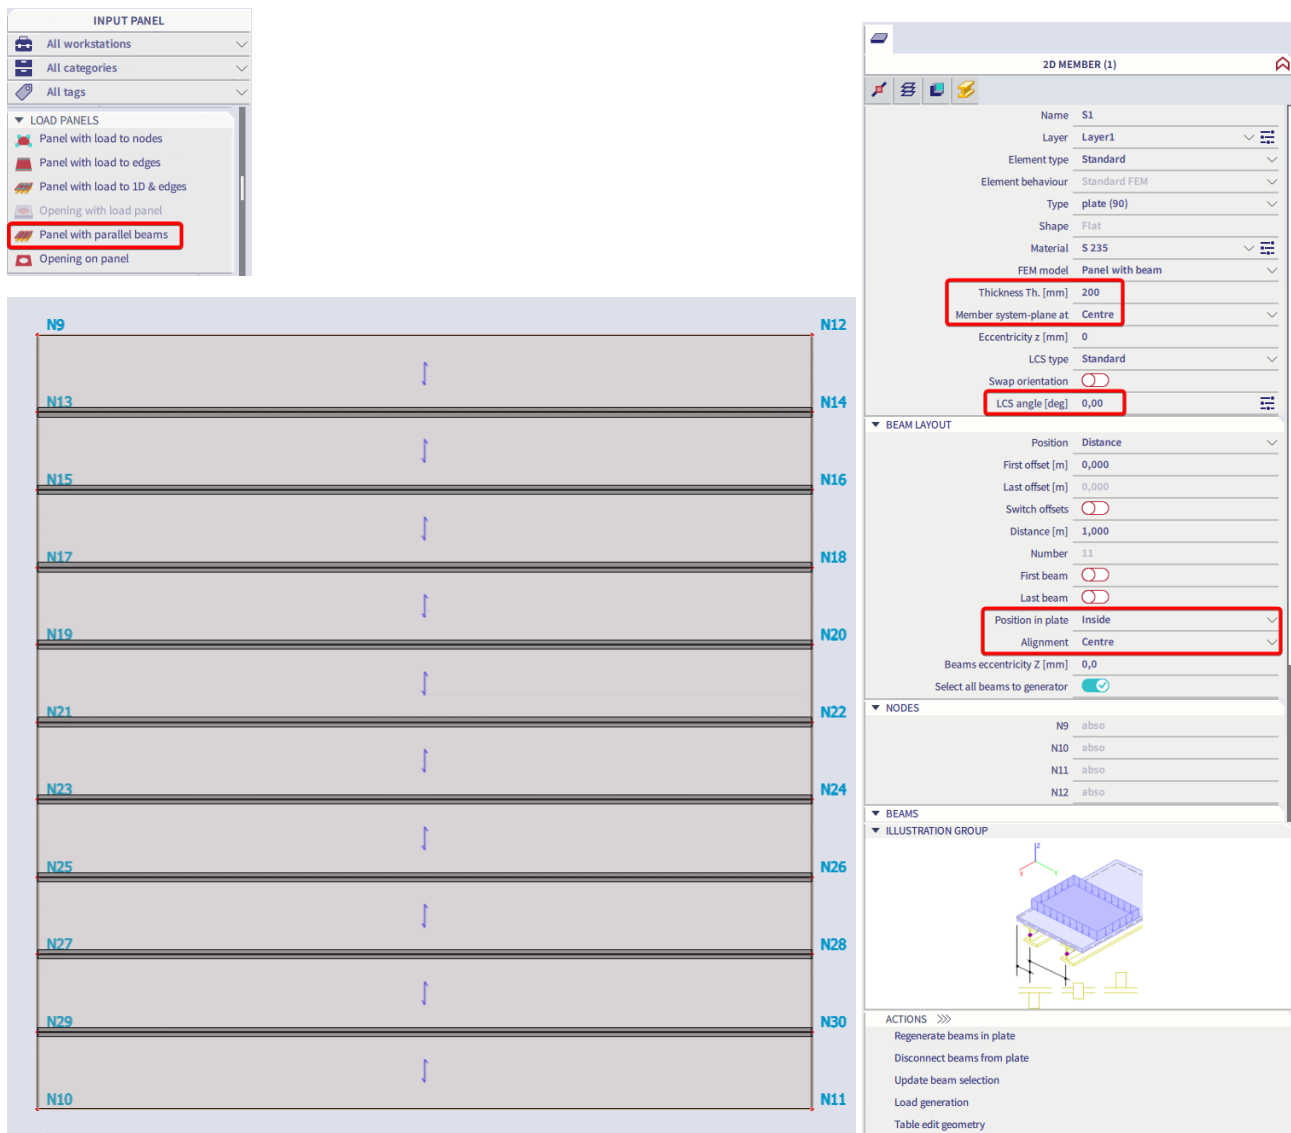 INPUT PANEL
All workstations
All categories
All tags
LOAD PANELS
Panel with load to nodes
Panel with load to edges
Panel with load to 1D & edges
Opening with load panel
Panel with parallel beams
Opening on panel
N9 N12
N13 N14
N15 N16
N17 N18
N19 N20
N21 N22
N23 N24
N25 N26
N27 N28
N29 N30
N10 N11
2D MEMBER (1)
Name S1
Layer Layer1
Element type Standard
Element behaviour Standard FEM
Type plate (90)
Shape Flat
Material S 235
FEM model Panel with beam
Thickness Th. [mm] 200
Member system-plane at Centre
Eccentricity z [mm] 0
LCS type Standard
Swap orientation
LCS angle [deg] 0,00
BEAM LAYOUT
Position Distance
First offset [m] 0,000
Last offset [m] 0,000
Switch offsets
Distance [m] 1,000
Number 11
First beam
Last beam
Position in plate Inside
Alignment Centre
Beams eccentricity Z [mm] 0,0
Select all beams to generator
NODES
N9 abso
N10 abso
N11 abso
N12 abso
BEAMS
ILLUSTRATION GROUP
z
x
Y
ACTIONS >>>
Regenerate beams in plate
Disconnect beams from plate
Update beam selection
Load generation
Table edit geometry